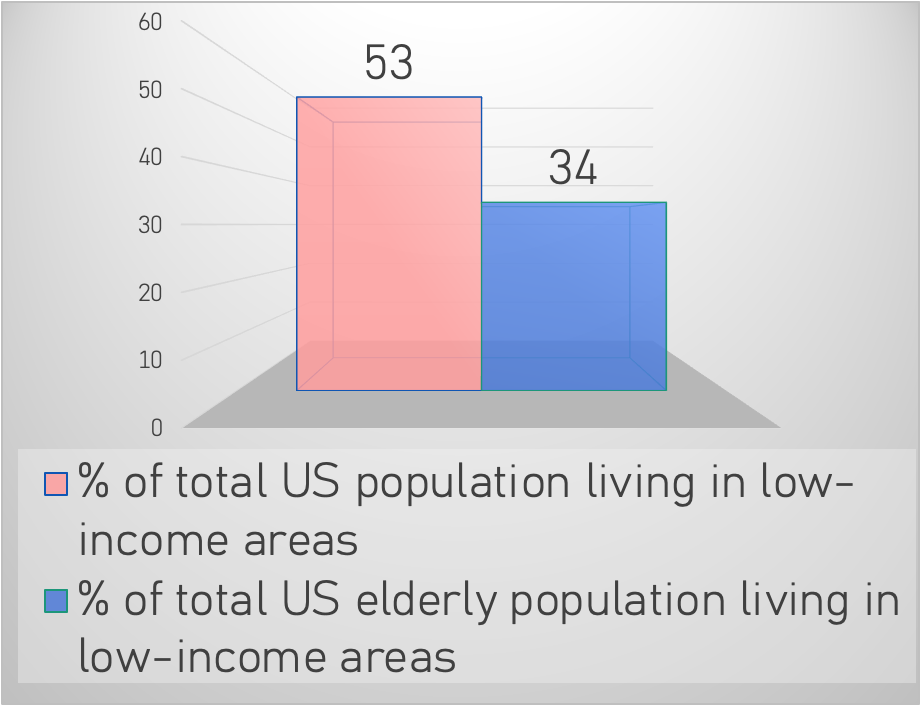 60
53
50
40
34
30
20
10
0
% of total US population living in low-
income areas
% of total US elderly population living in
low-income areas